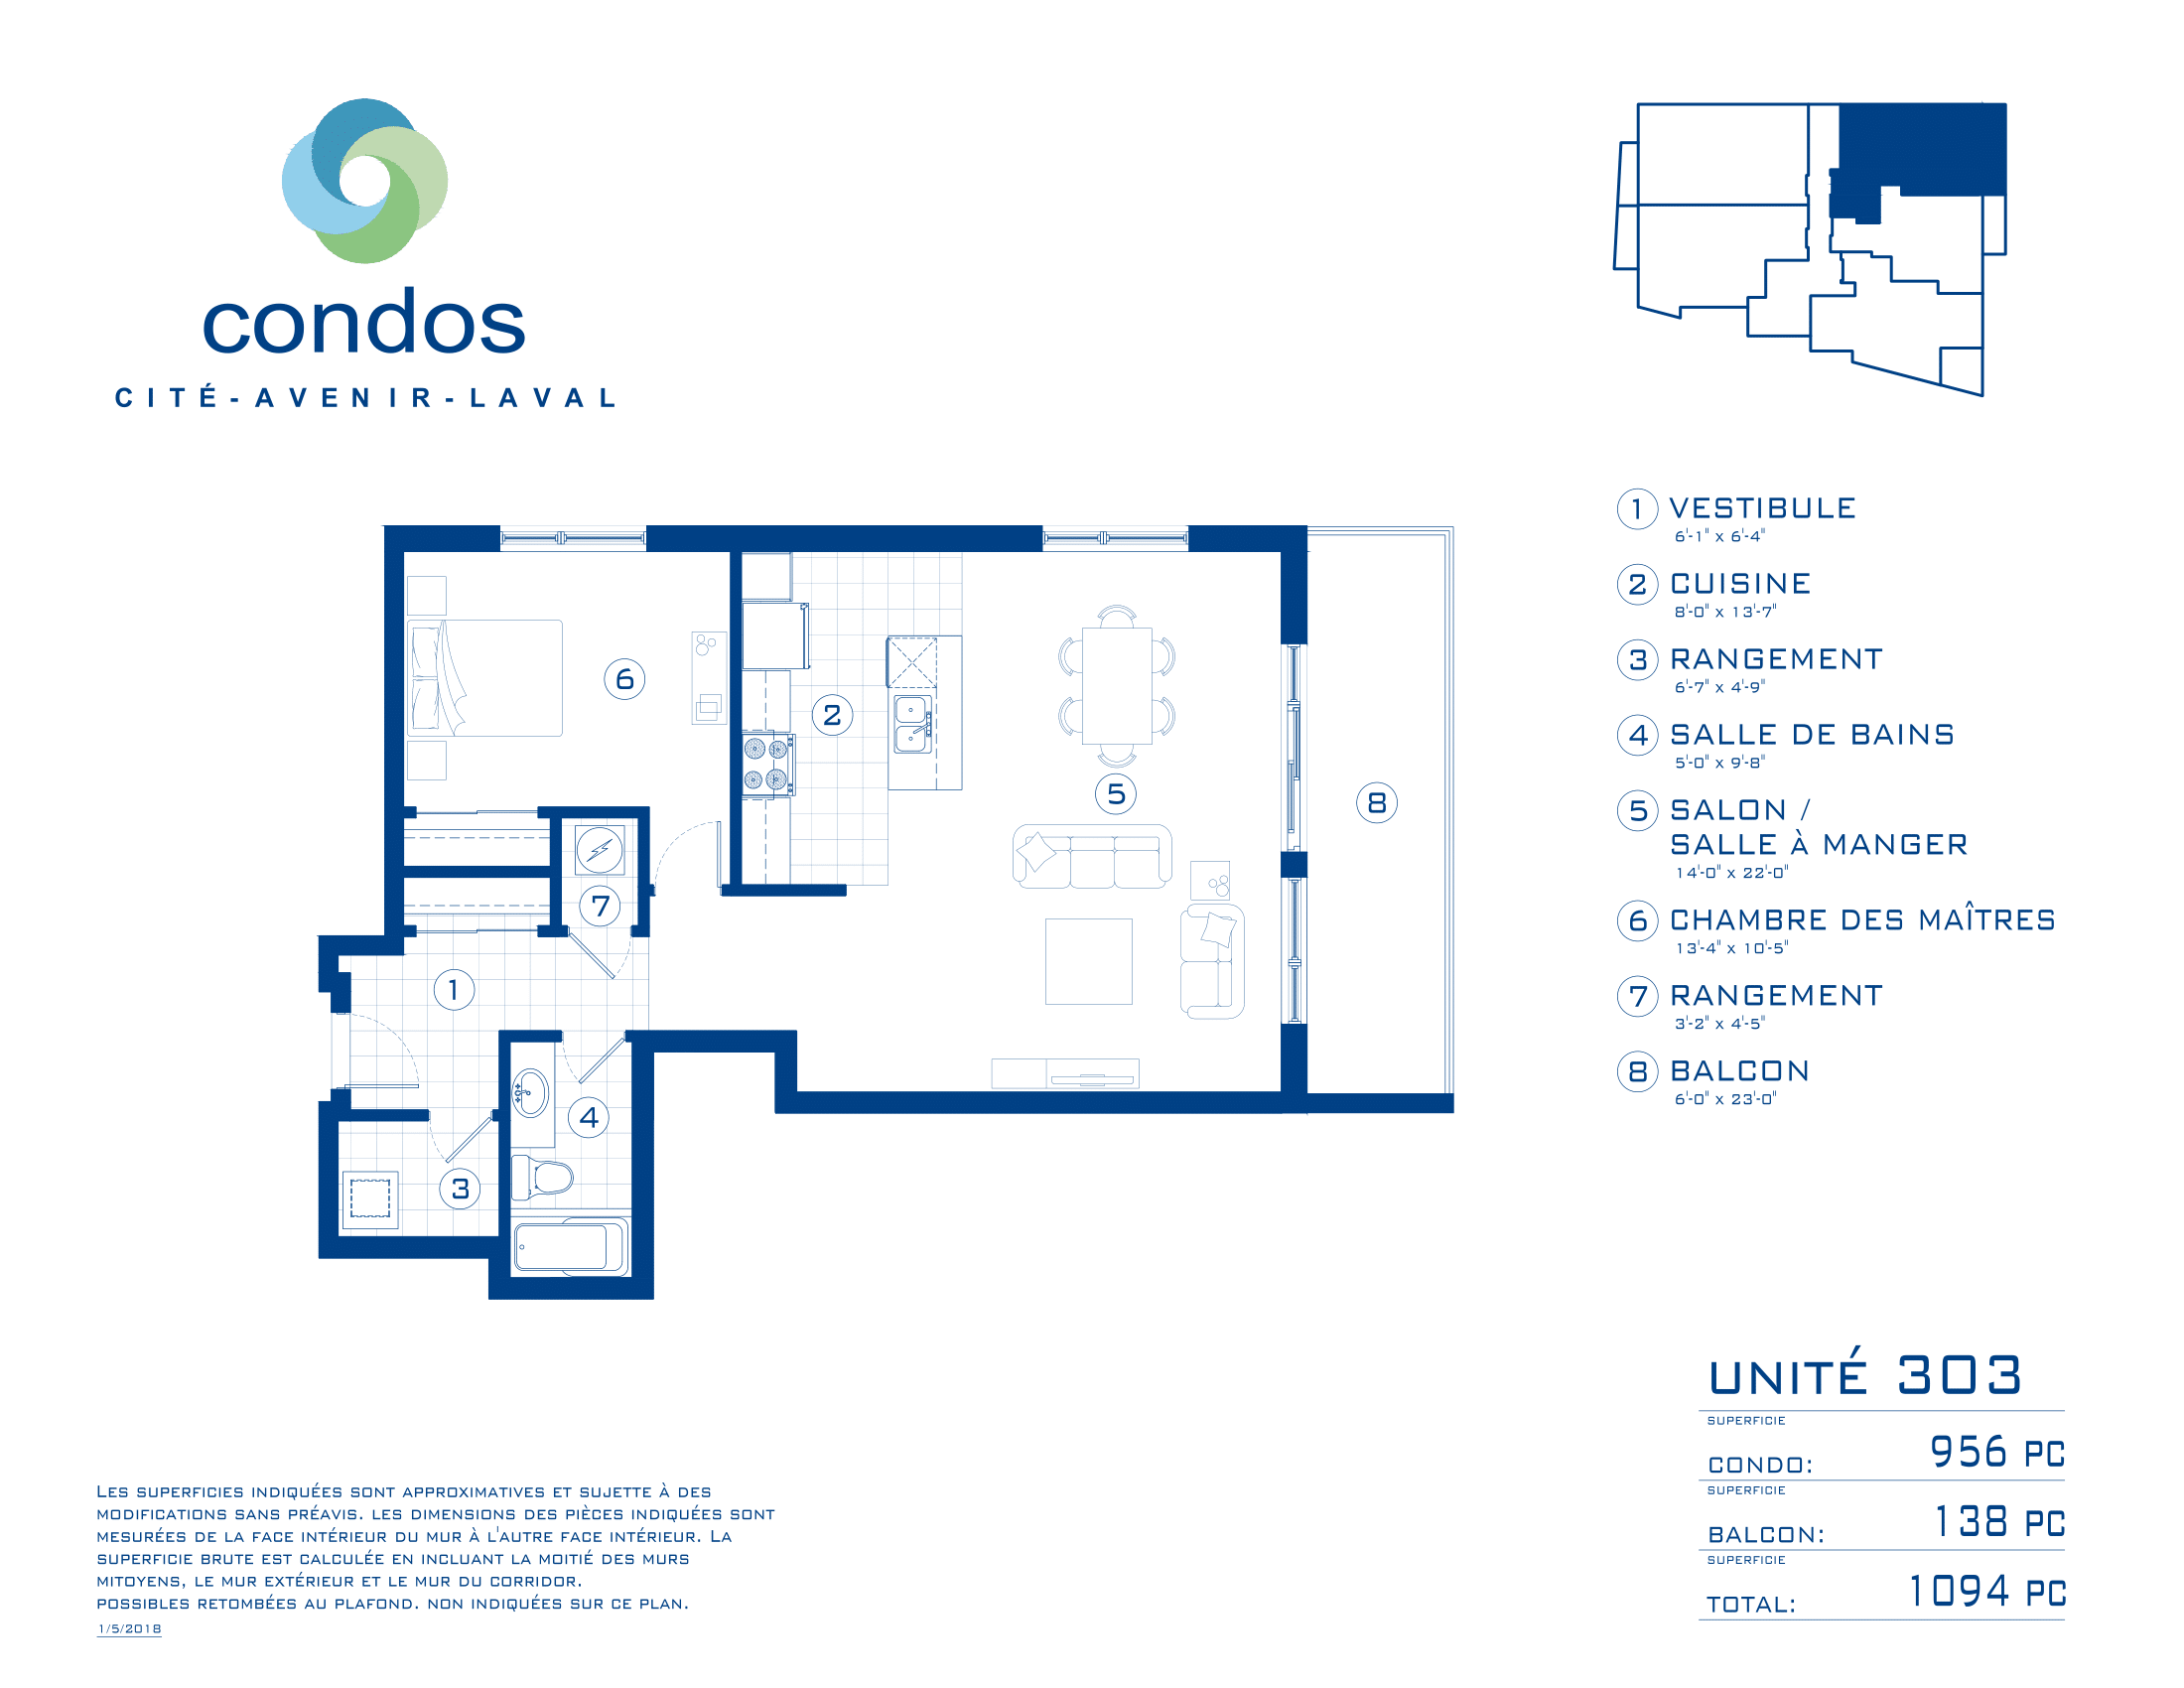 condos
CITÉ-AVENIR-LAVAL
1 VESTIBULE
6'-1" x 6'-4"
2 CUISINE
8'-0" x 13'-7"
3 RANGEMENT
6'-7" x 4'-9"
4 SALLE DE BAINS
5'-0" x 9'-8"
5 SALON /
SALLE À MANGER
14'-0" x 22'-0"
6 CHAMBRE DES MAÎTRES
13'-4" x 10'-5"
7 RANGEMENT
3'-2" x 4'-5"
8 BALCON
6'-0" x 23'-0"
6
2
5
8
7
1
4
3
UNITÉ 303
SUPERFICIE
CONDO: 956 PC
SUPERFICIE
BALCON: 138 PC
SUPERFICIE
TOTAL: 1094 PC
LES SUPERFICIES INDIQUÉES SONT APPROXIMATIVES ET SUJETTE À DES
MODIFICATIONS SANS PRÉAVIS. LES DIMENSIONS DES PIÈCES INDIQUÉES SONT
MESURÉES DE LA FACE INTÉRIEUR DU MUR À L'AUTRE FACE INTÉRIEUR. LA
SUPERFICIE BRUTE EST CALCULÉE EN INCLUANT LA MOITIÉ DES MURS
MITOYENS, LE MUR EXTÉRIEUR ET LE MUR DU CORRIDOR.
POSSIBLES RETOMBÉES AU PLAFOND. NON INDIQUÉES SUR CE PLAN.
1/5/2018